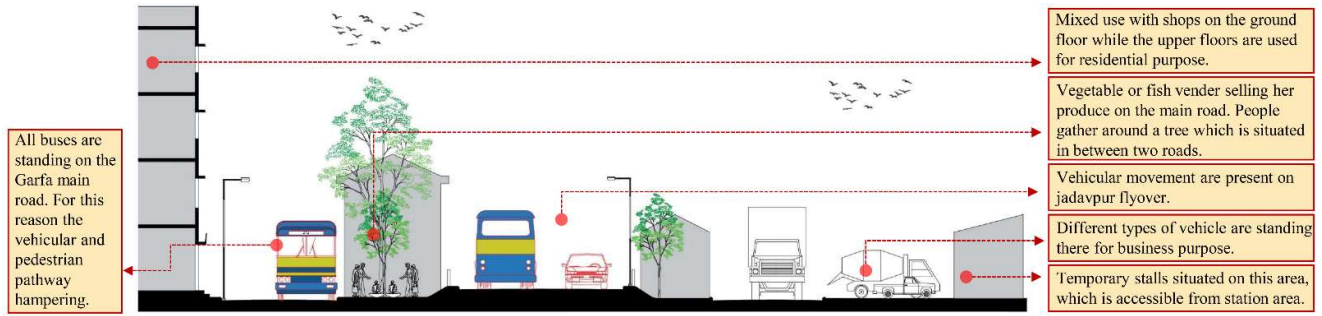 All buses are
standing on the
Garfa main
road. For this
reason the
vehicular and
pedestrian
pathway
hampering.
Mixed use with shops on the ground
floor while the upper floors are used
for residential purpose.
Vegetable or fish vender selling her
produce on the main road. People
gather around a tree which is situated
in between two roads.
Vehicular movement are present on
jadavpur flyover.
Different types of vehicle are standing
there for business purpose.
Temporary stalls situated on this area,
which is accessible from station area.